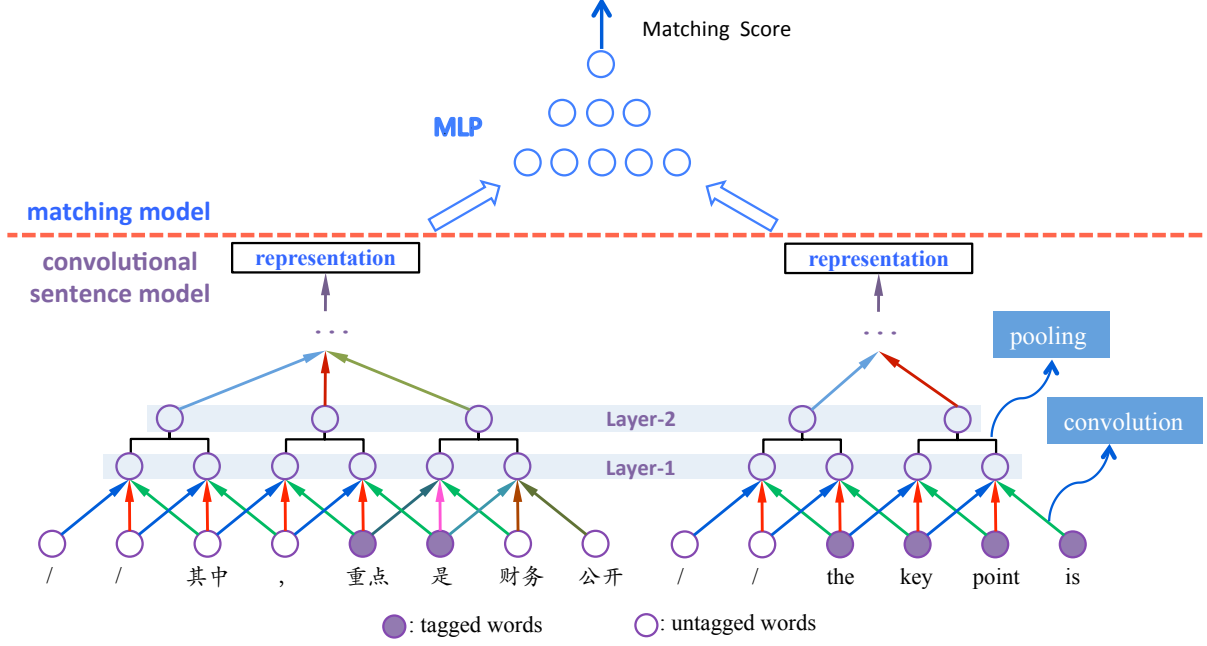 Matching Score
MLP
matching model
convolutional
sentence model
representation
representation
. . .
. . .
pooling
convolution
Layer-2
Layer-1
/ / 其中 , 重点 是 财务 公开 / / the key point is
: tagged words : untagged words